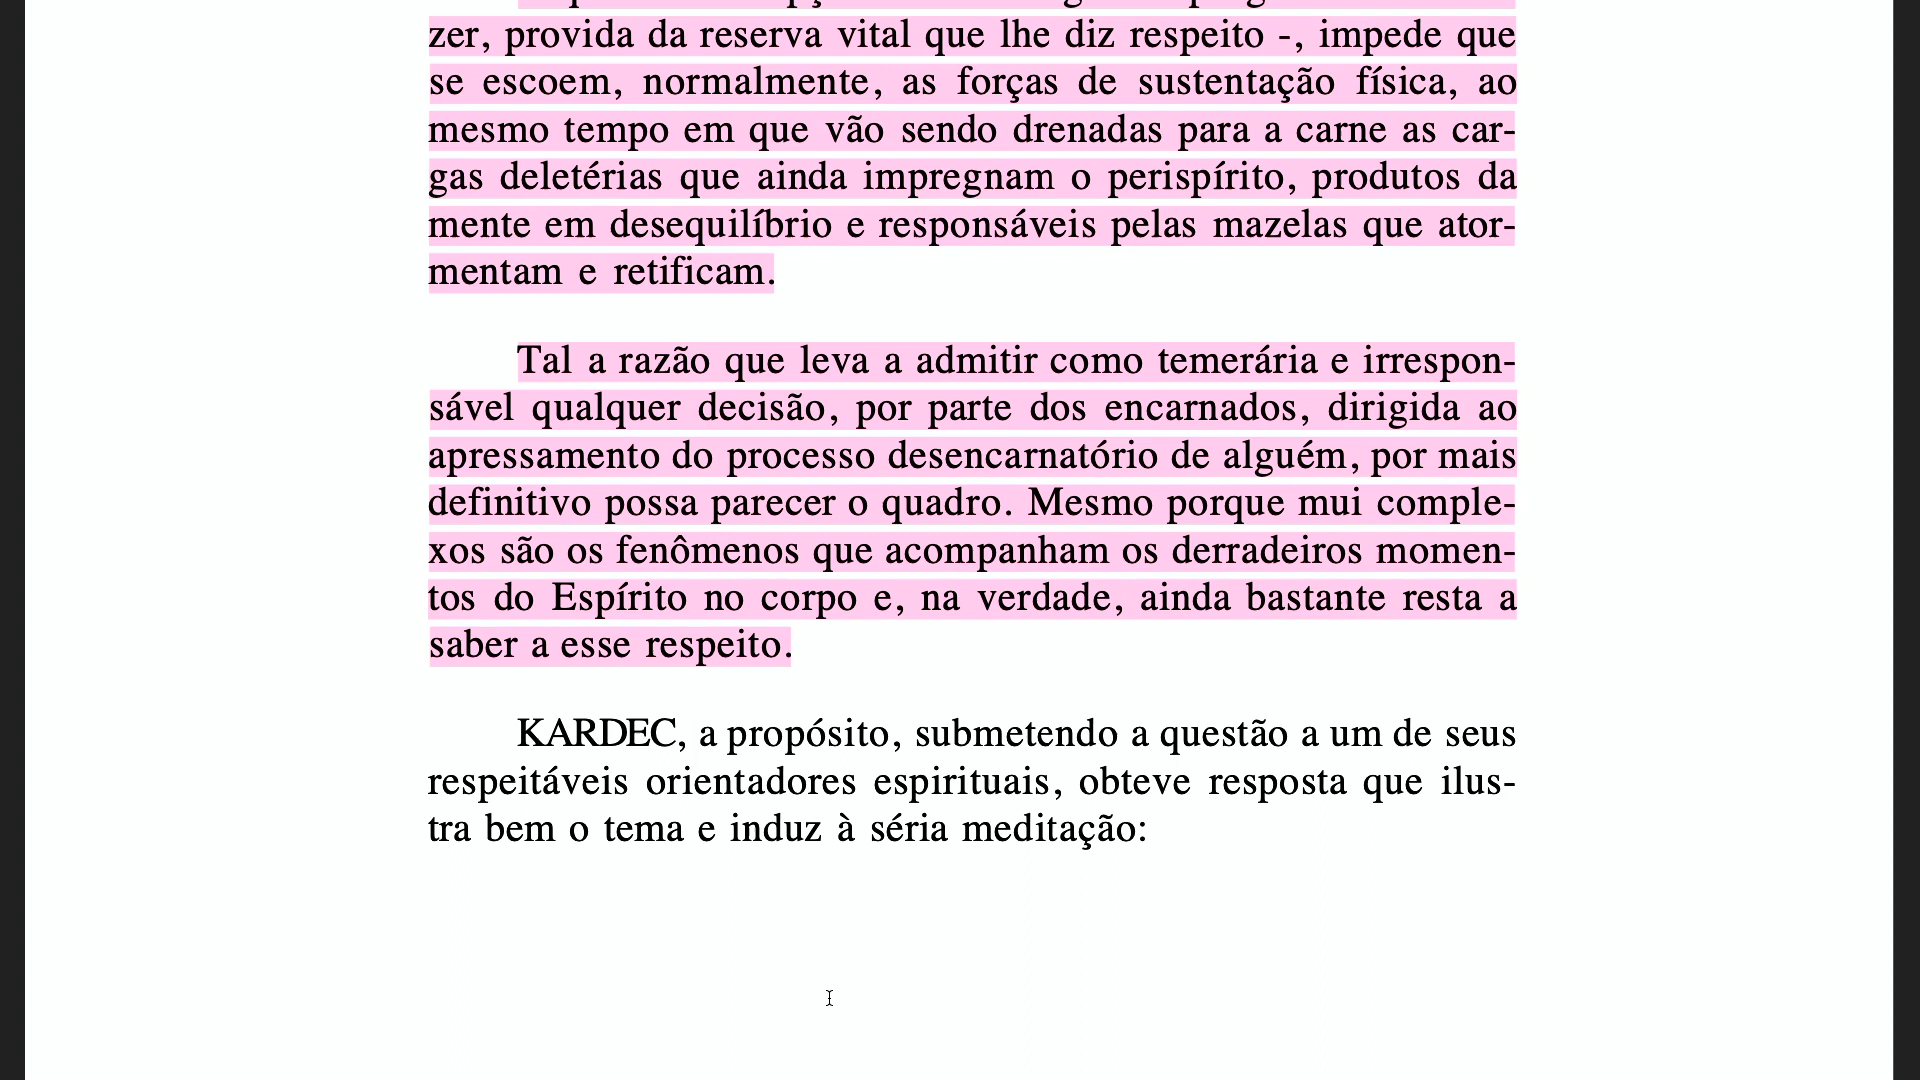 zer, provida da reserva vital que lhe diz respeito -, impede que
se escoem, normalmente, as forças de sustentação física, ao
mesmo tempo em que vão sendo drenadas para a carne as car-
gas deletérias que ainda impregnam o perispírito, produtos da
mente em desequilíbrio e responsáveis pelas mazelas que ator-
mentam e retificam.
Tal a razão que leva a admitir como temerária e irrespon-
sável qualquer decisão, por parte dos encarnados, dirigida ao
apressamento do processo desencarnatório de alguém, por mais
definitivo possa parecer o quadro. Mesmo porque mui comple-
xos são os fenômenos que acompanham os derradeiros momen-
tos do Espírito no corpo e, na verdade, ainda bastante resta a
saber a esse respeito.
KARDEC, a propósito, submetendo a questão a um de seus
respeitáveis orientadores espirituais, obteve resposta que ilus-
tra bem o tema e induz à séria meditação: